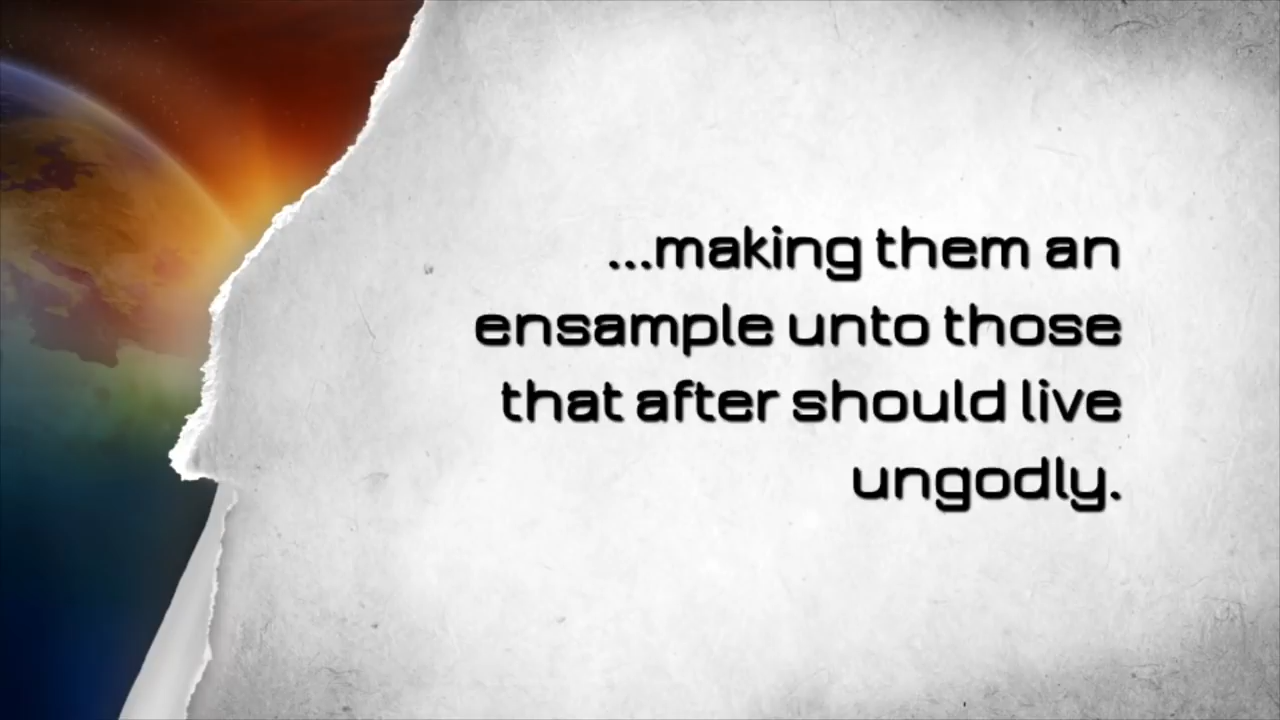 ...making them an
ensample unto those
that after should live
ungodly.